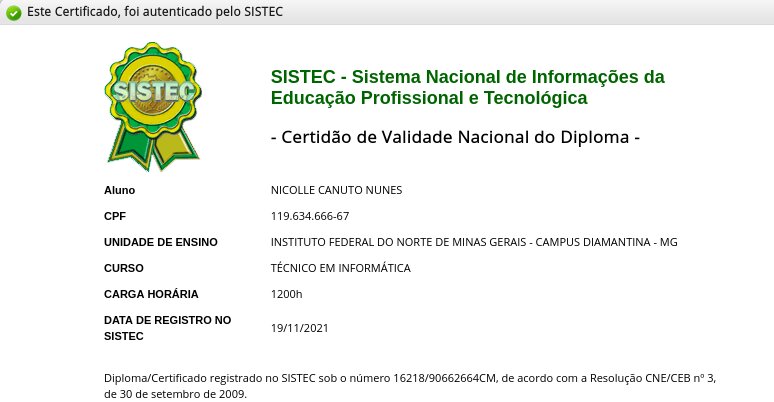 Este Certificado, foi autenticado pelo SISTEC
SISTEC
SISTEC - Sistema Nacional de Informações da
Educação Profissional e Tecnológica
- Certidão de Validade Nacional do Diploma -
Aluno NICOLLE CANUTO NUNES
CPF 119.634.666-67
UNIDADE DE ENSINO INSTITUTO FEDERAL DO NORTE DE MINAS GERAIS - CAMPUS DIAMANTINA - MG
CURSO TÉCNICO EM INFORMÁTICA
CARGA HORÁRIA 1200h
DATA DE REGISTRO NO
SISTEC 19/11/2021
Diploma/Certificado registrado no SISTEC sob o número 16218/90662664CM, de acordo com a Resolução CNE/CEB nº 3,
de 30 de setembro de 2009.